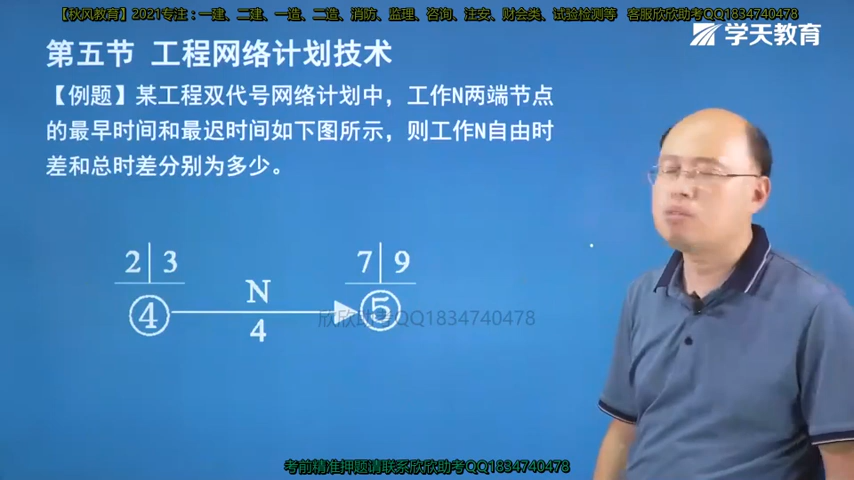 【秋风教育】2021专注：一建、二建、一造、二造、消防、监理、咨询、注安、财会类、试验检测等 客服欣欣助考QQ1834740478
学天教育
第五节 工程网络计划技术
【例题】某工程双代号网络计划中，工作N两端节点
的最早时间和最迟时间如下图所示，则工作N自由时
差和总时差分别为多少。
2 3
7 9
N
④
⑤
4
欣欣助考QQ1834740478
考前精准押题请联系欣欣助考QQ1834740478